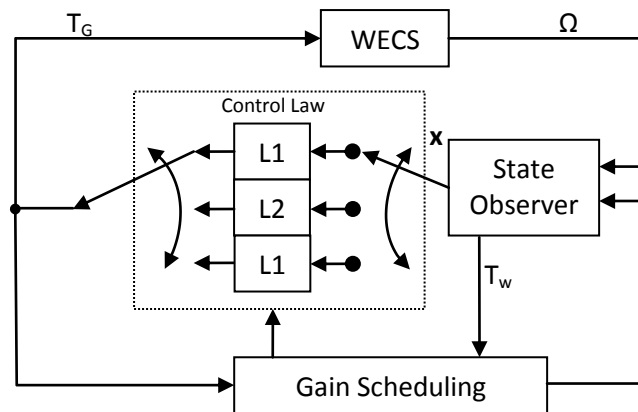 T_G
WECS
Ω
Control Law
L1
x
State
Observer
L2
L1
T_w
Gain Scheduling